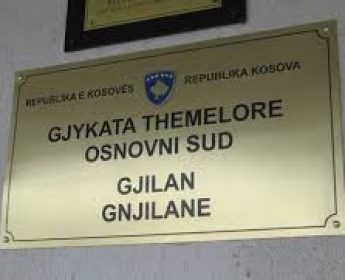 REPUBLIKA E KOSOVËS REPUBLIKA KOSOVA
GJYKATA THEMELORE
OSNOVNI SUD
GJILAN
GNJILANE